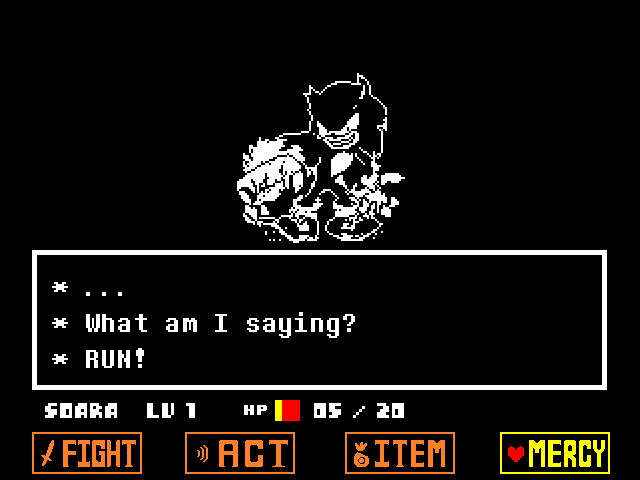 * ...
* What am I saying?
* RUN!
SOARA LV 1 HP 05 / 20
FIGHT ACT ITEM MERCY